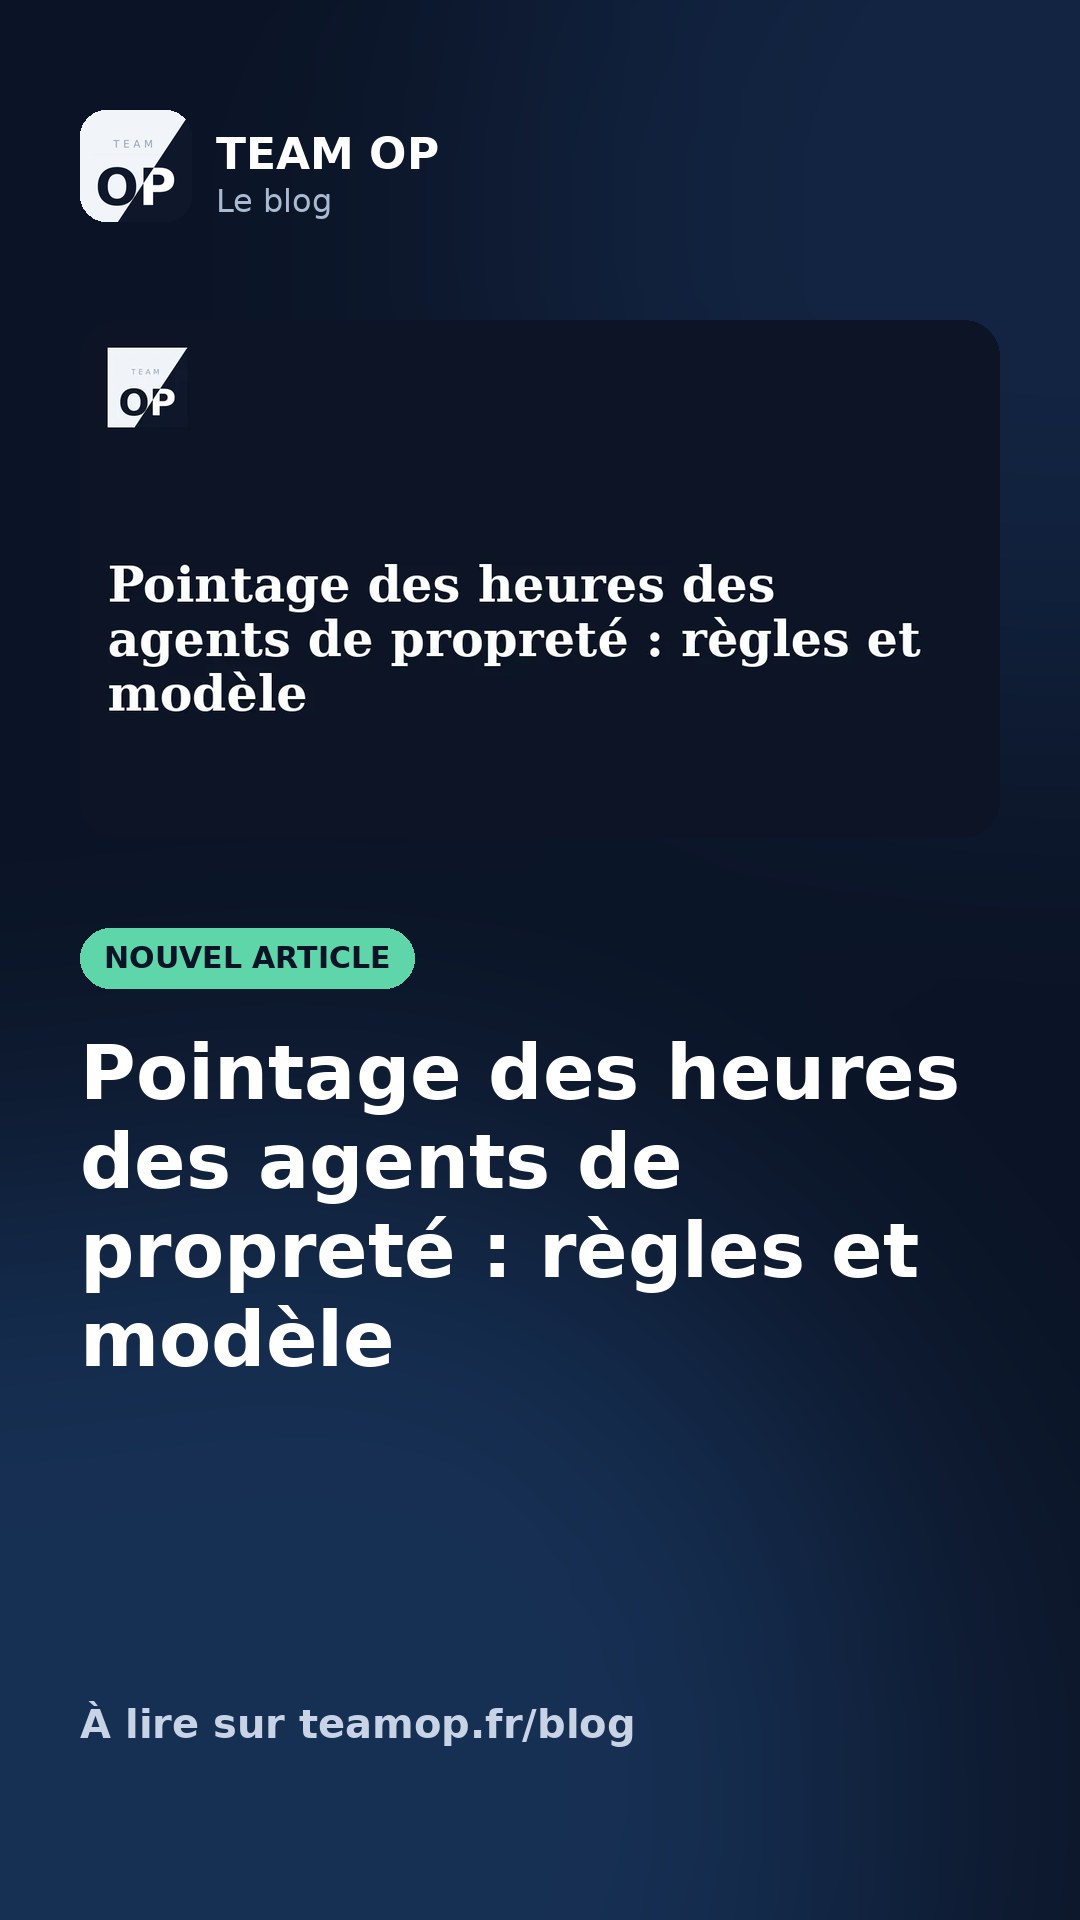 TEAM
OP
TEAM OP
Le blog
TEAM
OP
Pointage des heures des
agents de propreté : règles et
modèle
NOUVEL ARTICLE
Pointage des heures
des agents de
propreté : règles et
modèle
À lire sur teamop.fr/blog